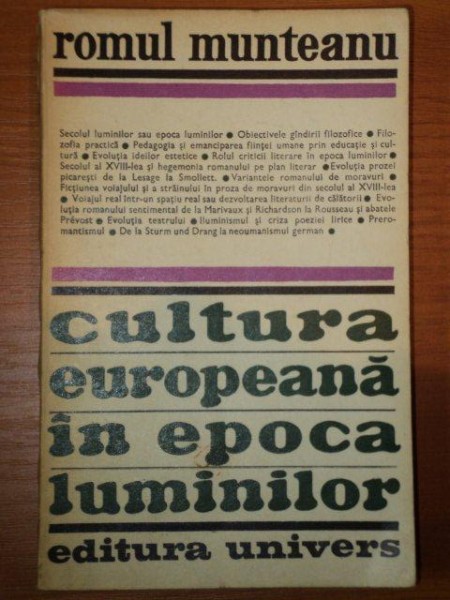 romul munteanu
Secolul luminilor sau epoca luminilor ● Obiectivele gîndirii filozofice ● Filo-
zofia practică ● Pedagogia și emanciparea ființei umane prin educație și cul-
tură ● Evoluția ideilor estetice ● Rolul criticii literare în epoca luminilor ●
Secolul al XVIII-lea și hegemonia romanului pe plan literar ● Evoluția prozei
picarești de la Lesage la Smollett. ● Variantele romanului de moravuri ●
Ficțiunea voiajului și a străinului în proza de moravuri din secolul al XVIII-lea
● Voiajul real într-un spațiu real sau dezvoltarea literaturii de călătorii ● Evo-
luția romanului sentimental de la Marivaux și Richardson la Rousseau și abatele
Prévost ● Evoluția teatrului ● Iluminismul și criza poeziei lirice ● Prero-
mantismul ● De la Sturm und Drang la neoumanismul german ●
cultura
europeană
în epoca
luminilor
editura univers